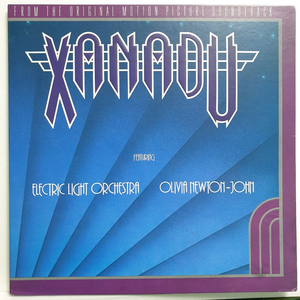 FROM THE ORIGINAL MOTION PICTURE SOUNDTRACK
XANADU
FEATURING
ELECTRIC LIGHT ORCHESTRA OLIVIA NEWTON-JOHN